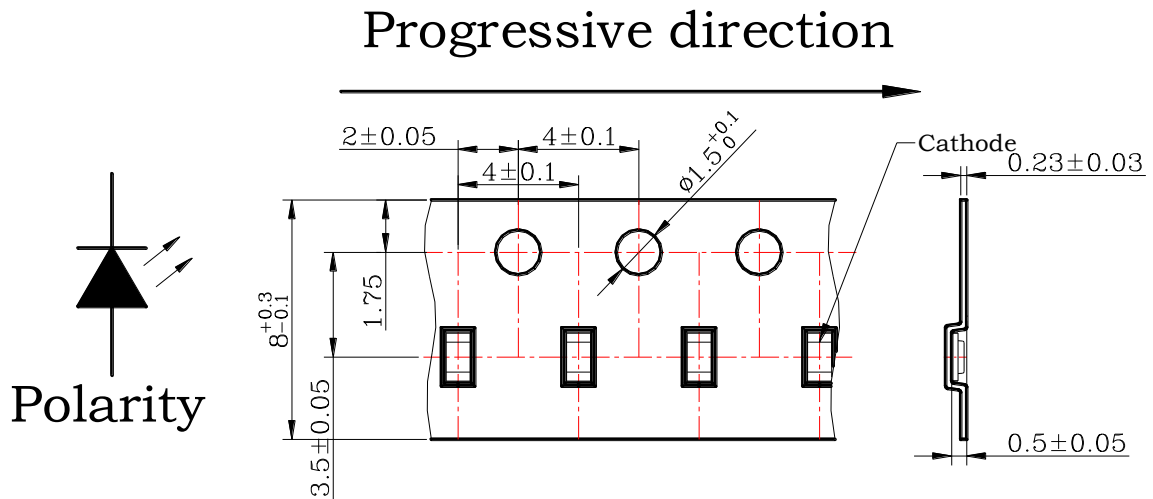 Progressive direction
2±0.05
4±0.1
4±0.1
ø1.5 +0.1 0
Cathode
0.23±0.03
8 +0.3 -0.1
1.75
3.5±0.05
Polarity
0.5±0.05